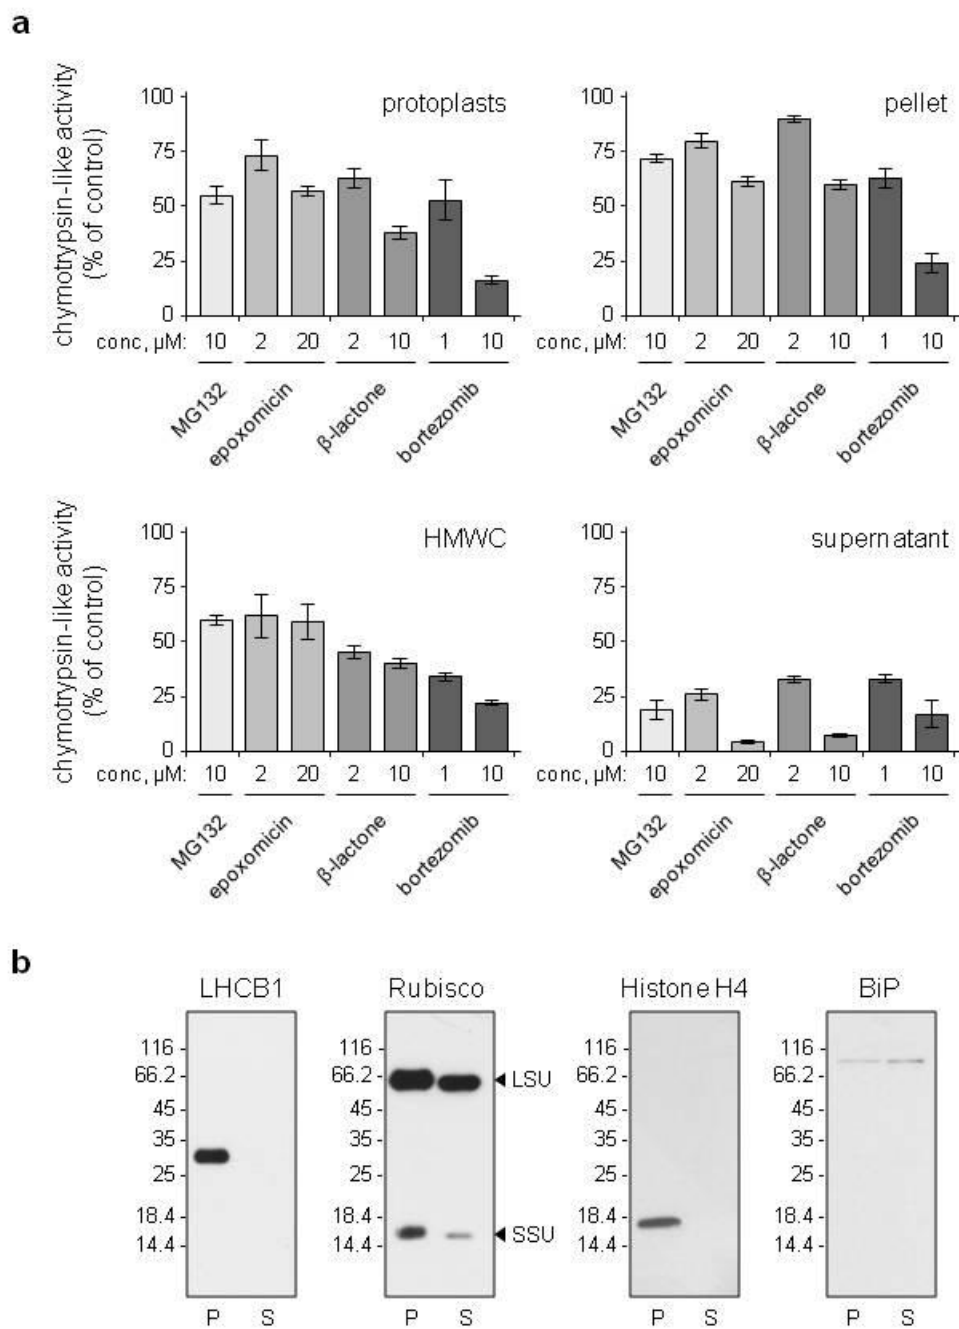 a
chymotrypsin-like activity
(% of control)
protoplasts
100
75
50
25
0
conc, µM: 10 2 20 2 10 1 10
MG132 epoxomicin β-lactone bortezomib
pellet
100
75
50
25
0
conc, µM: 10 2 20 2 10 1 10
MG132 epoxomicin β-lactone bortezomib
chymotrypsin-like activity
(% of control)
HMWC
100
75
50
25
0
conc, µM: 10 2 20 2 10 1 10
MG132 epoxomicin β-lactone bortezomib
supernatant
100
75
50
25
0
conc, µM: 10 2 20 2 10 1 10
MG132 epoxomicin β-lactone bortezomib
b
LHCB1
116 -
66.2 -
45 -
35 -
25 -
18.4 -
14.4 -
P S
Rubisco
116 -
66.2 -
45 -
35 -
25 -
18.4 -
14.4 -
LSU
SSU
P S
Histone H4
116 -
66.2 -
45 -
35 -
25 -
18.4 -
14.4 -
P S
BiP
116 -
66.2 -
45 -
35 -
25 -
18.4 -
14.4 -
P S